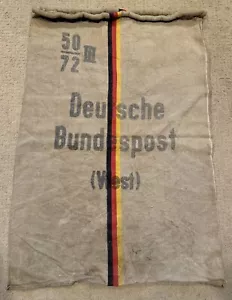 50
72 III
Deutsche
Bundespost
(West)